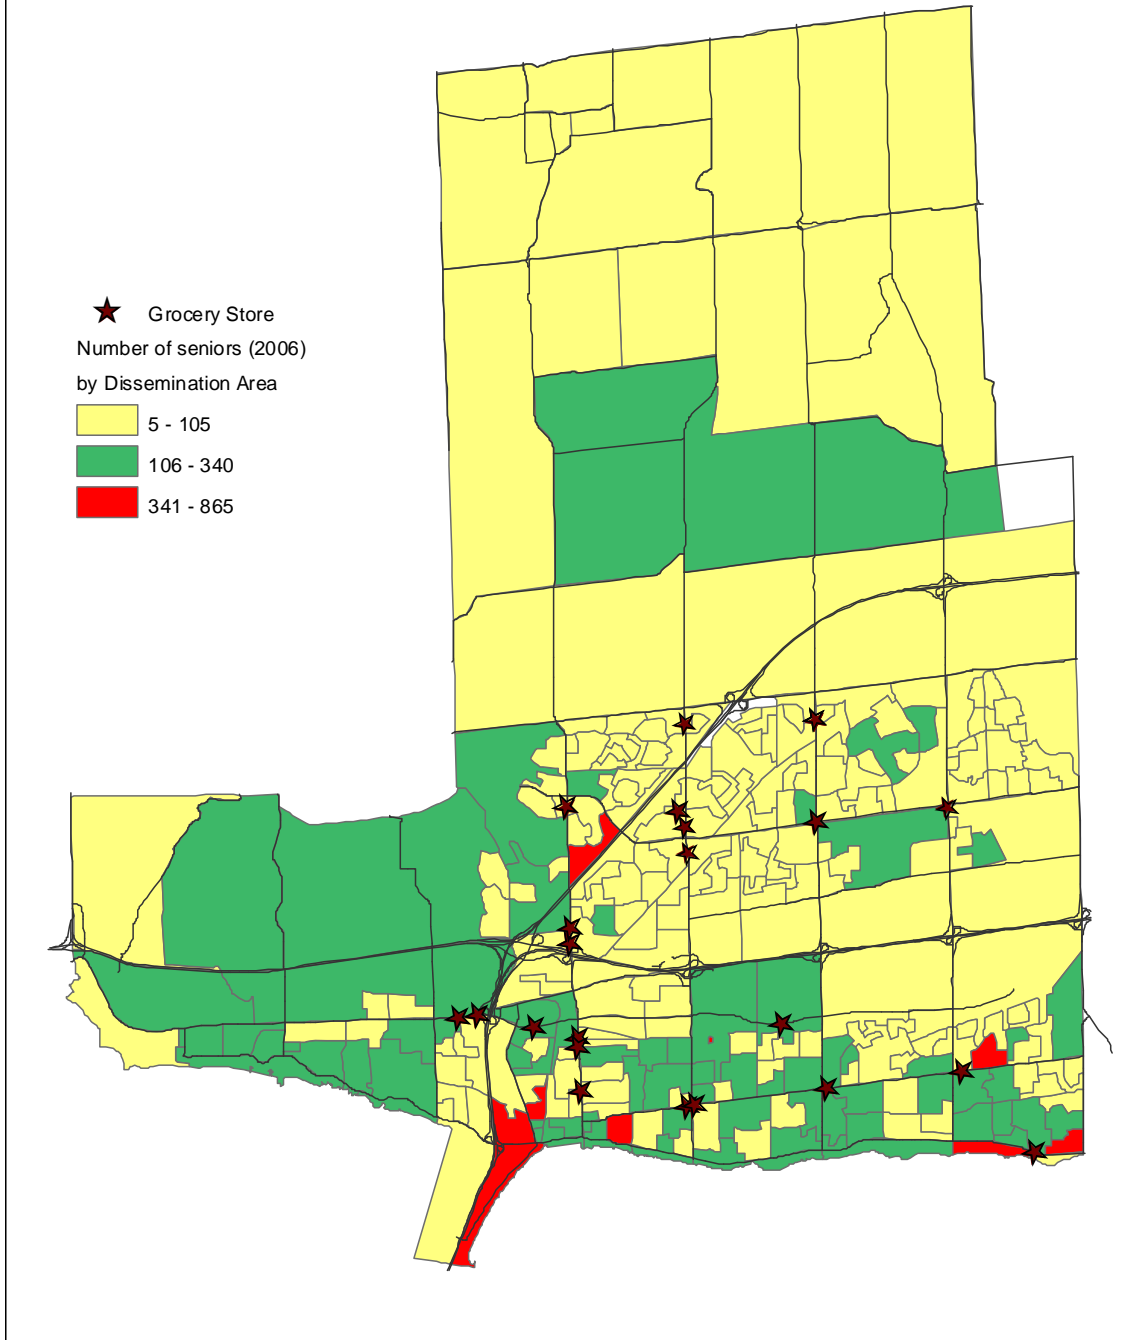 Grocery Store
Number of seniors (2006)
by Dissemination Area
5 - 105
106 - 340
341 - 865